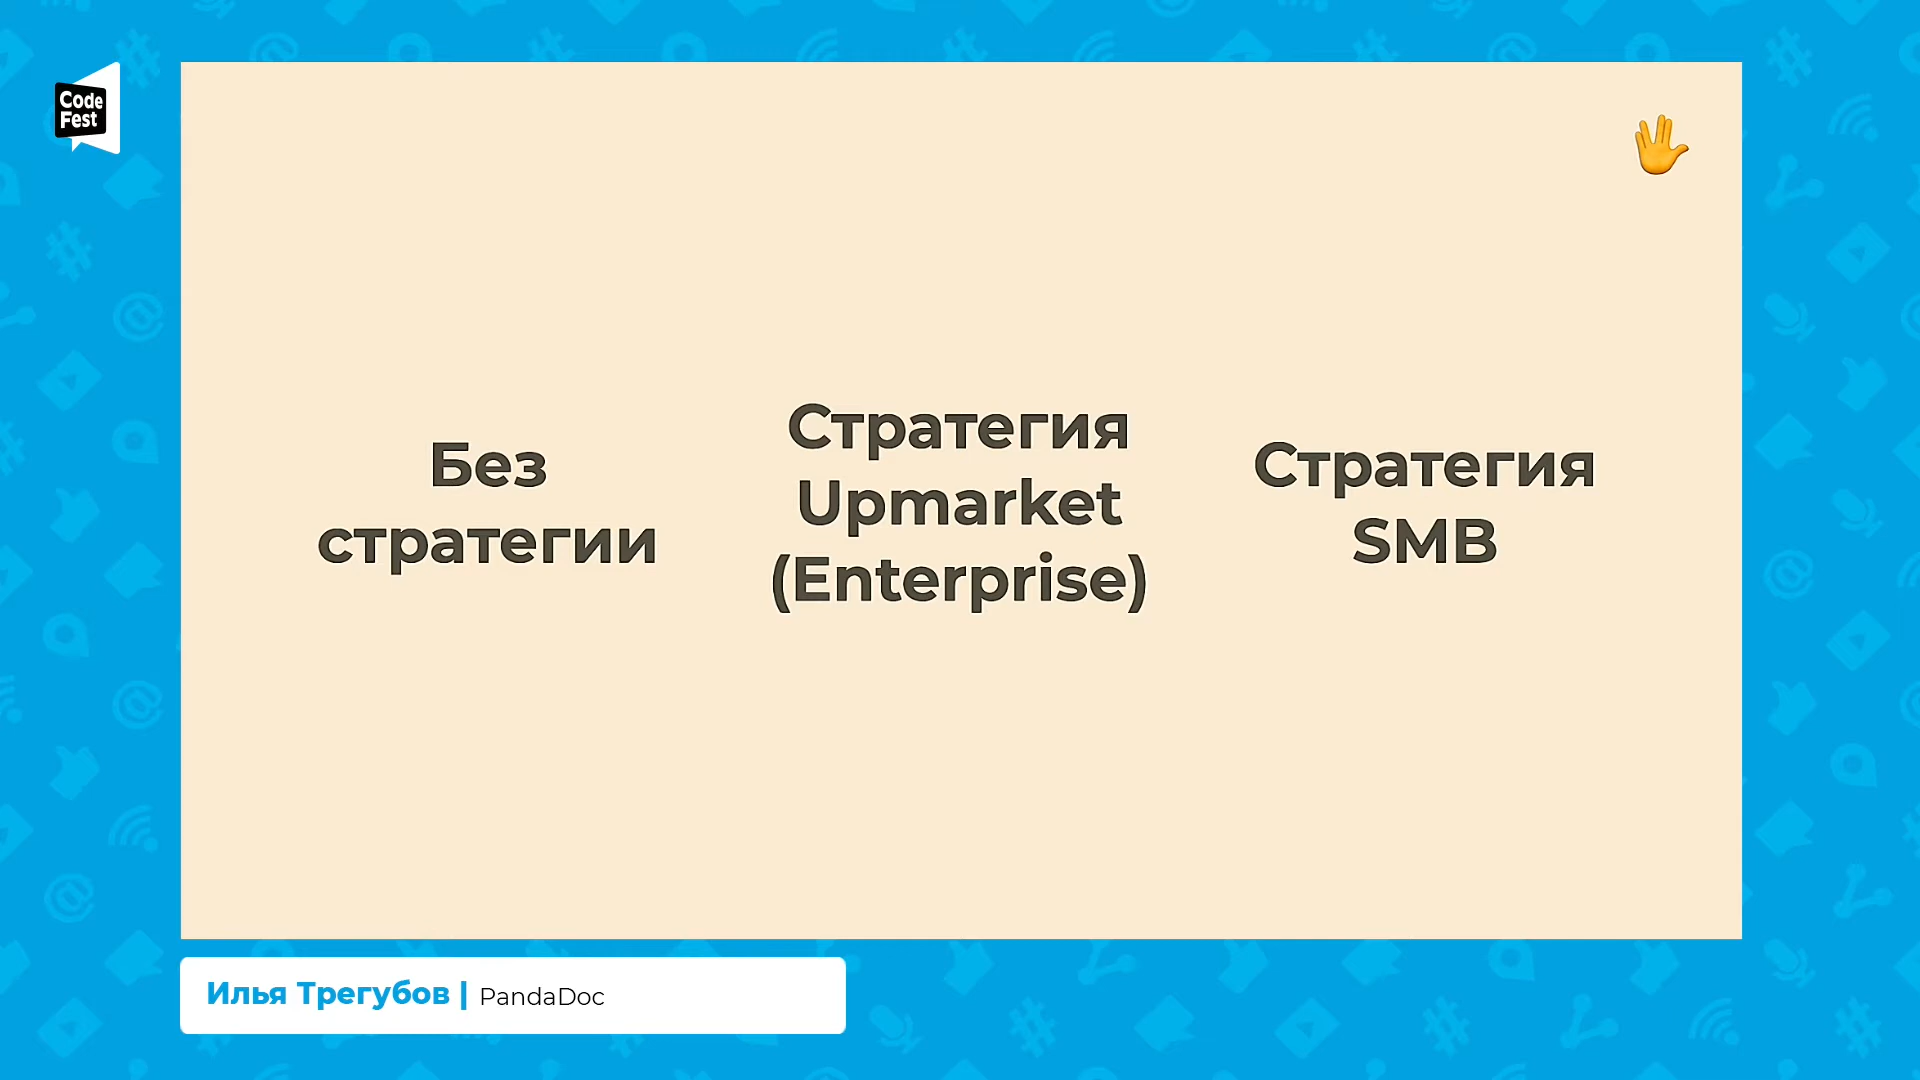 Code
Fest
Без
стратегии
Стратегия
Upmarket
(Enterprise)
Стратегия
SMB
Илья Трегубов | PandaDoc